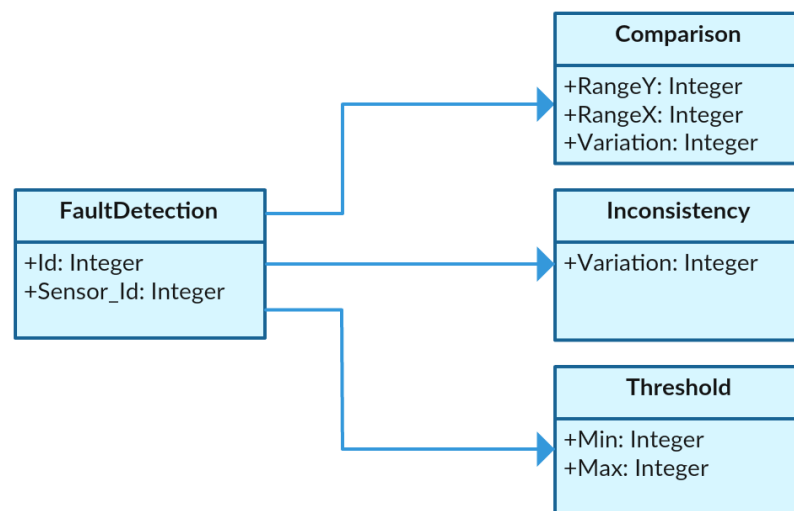 Comparison
+RangeY: Integer
+RangeX: Integer
+Variation: Integer
FaultDetection
+Id: Integer
+Sensor_Id: Integer
Inconsistency
+Variation: Integer
Threshold
+Min: Integer
+Max: Integer